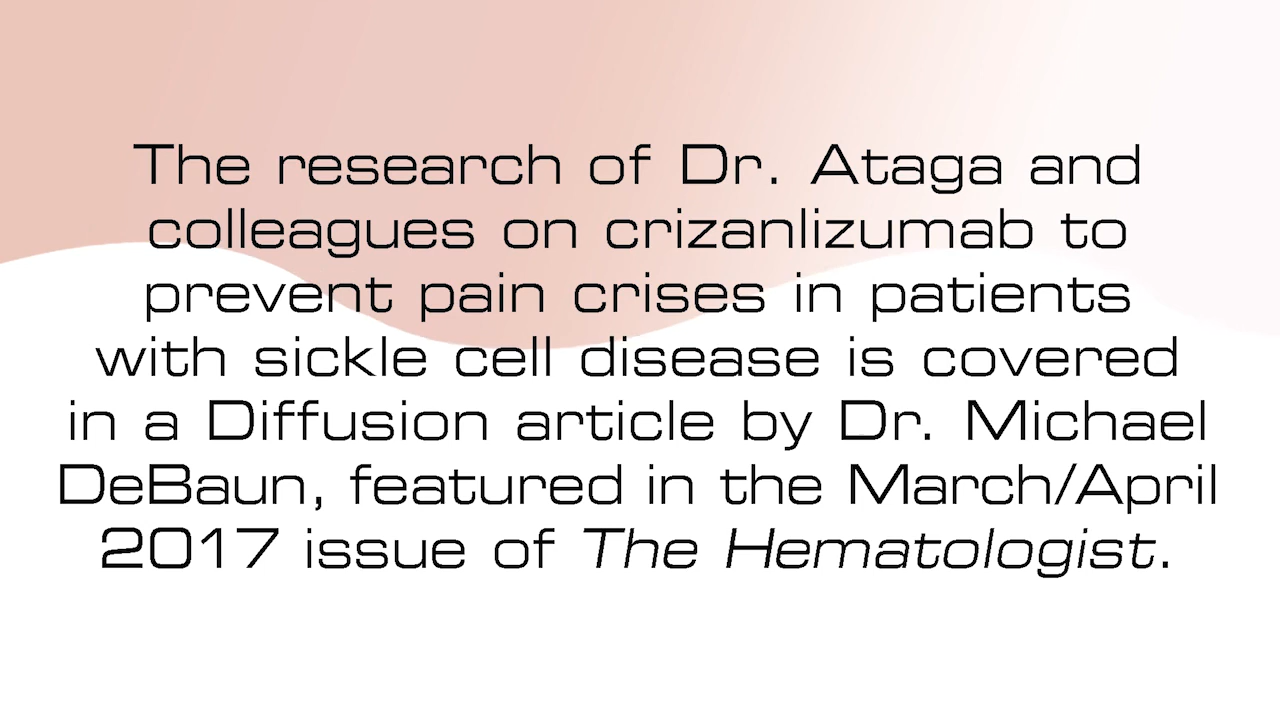 The research of Dr. Ataga and
colleagues on crizanlizumab to
prevent pain crises in patients
with sickle cell disease is covered
in a Diffusion article by Dr. Michael
DeBaun, featured in the March/April
2017 issue of The Hematologist.